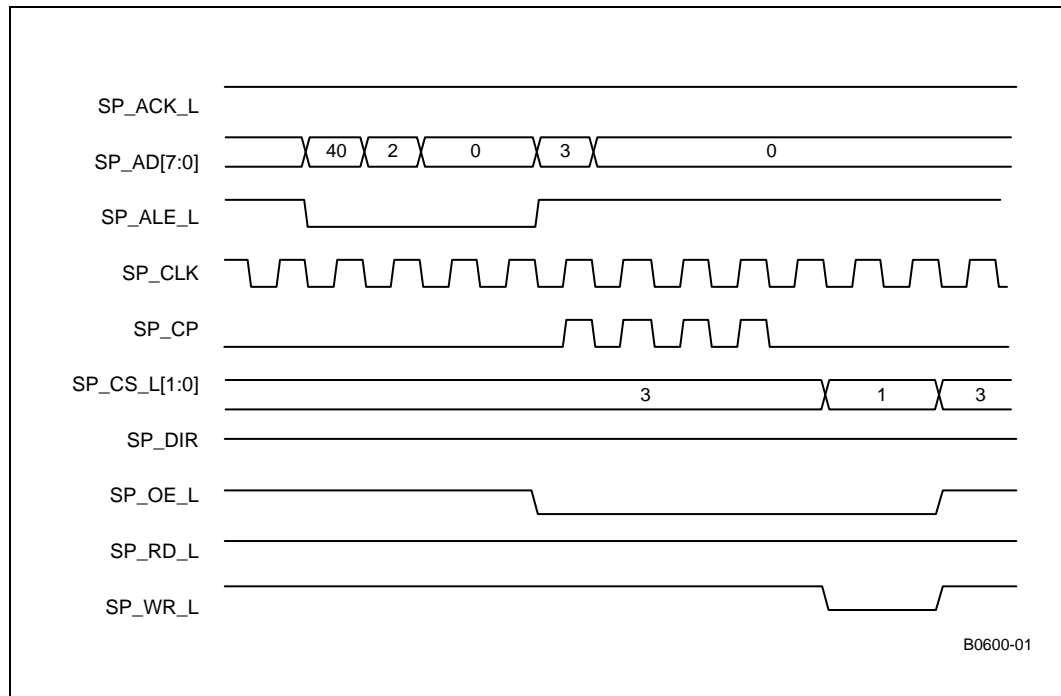 SP_ACK_L
SP_AD[7:0] 40 2 0 3 0
SP_ALE_L
SP_CLK
SP_CP
SP_CS_L[1:0] 3 1 3
SP_DIR
SP_OE_L
SP_RD_L
SP_WR_L
B0600-01